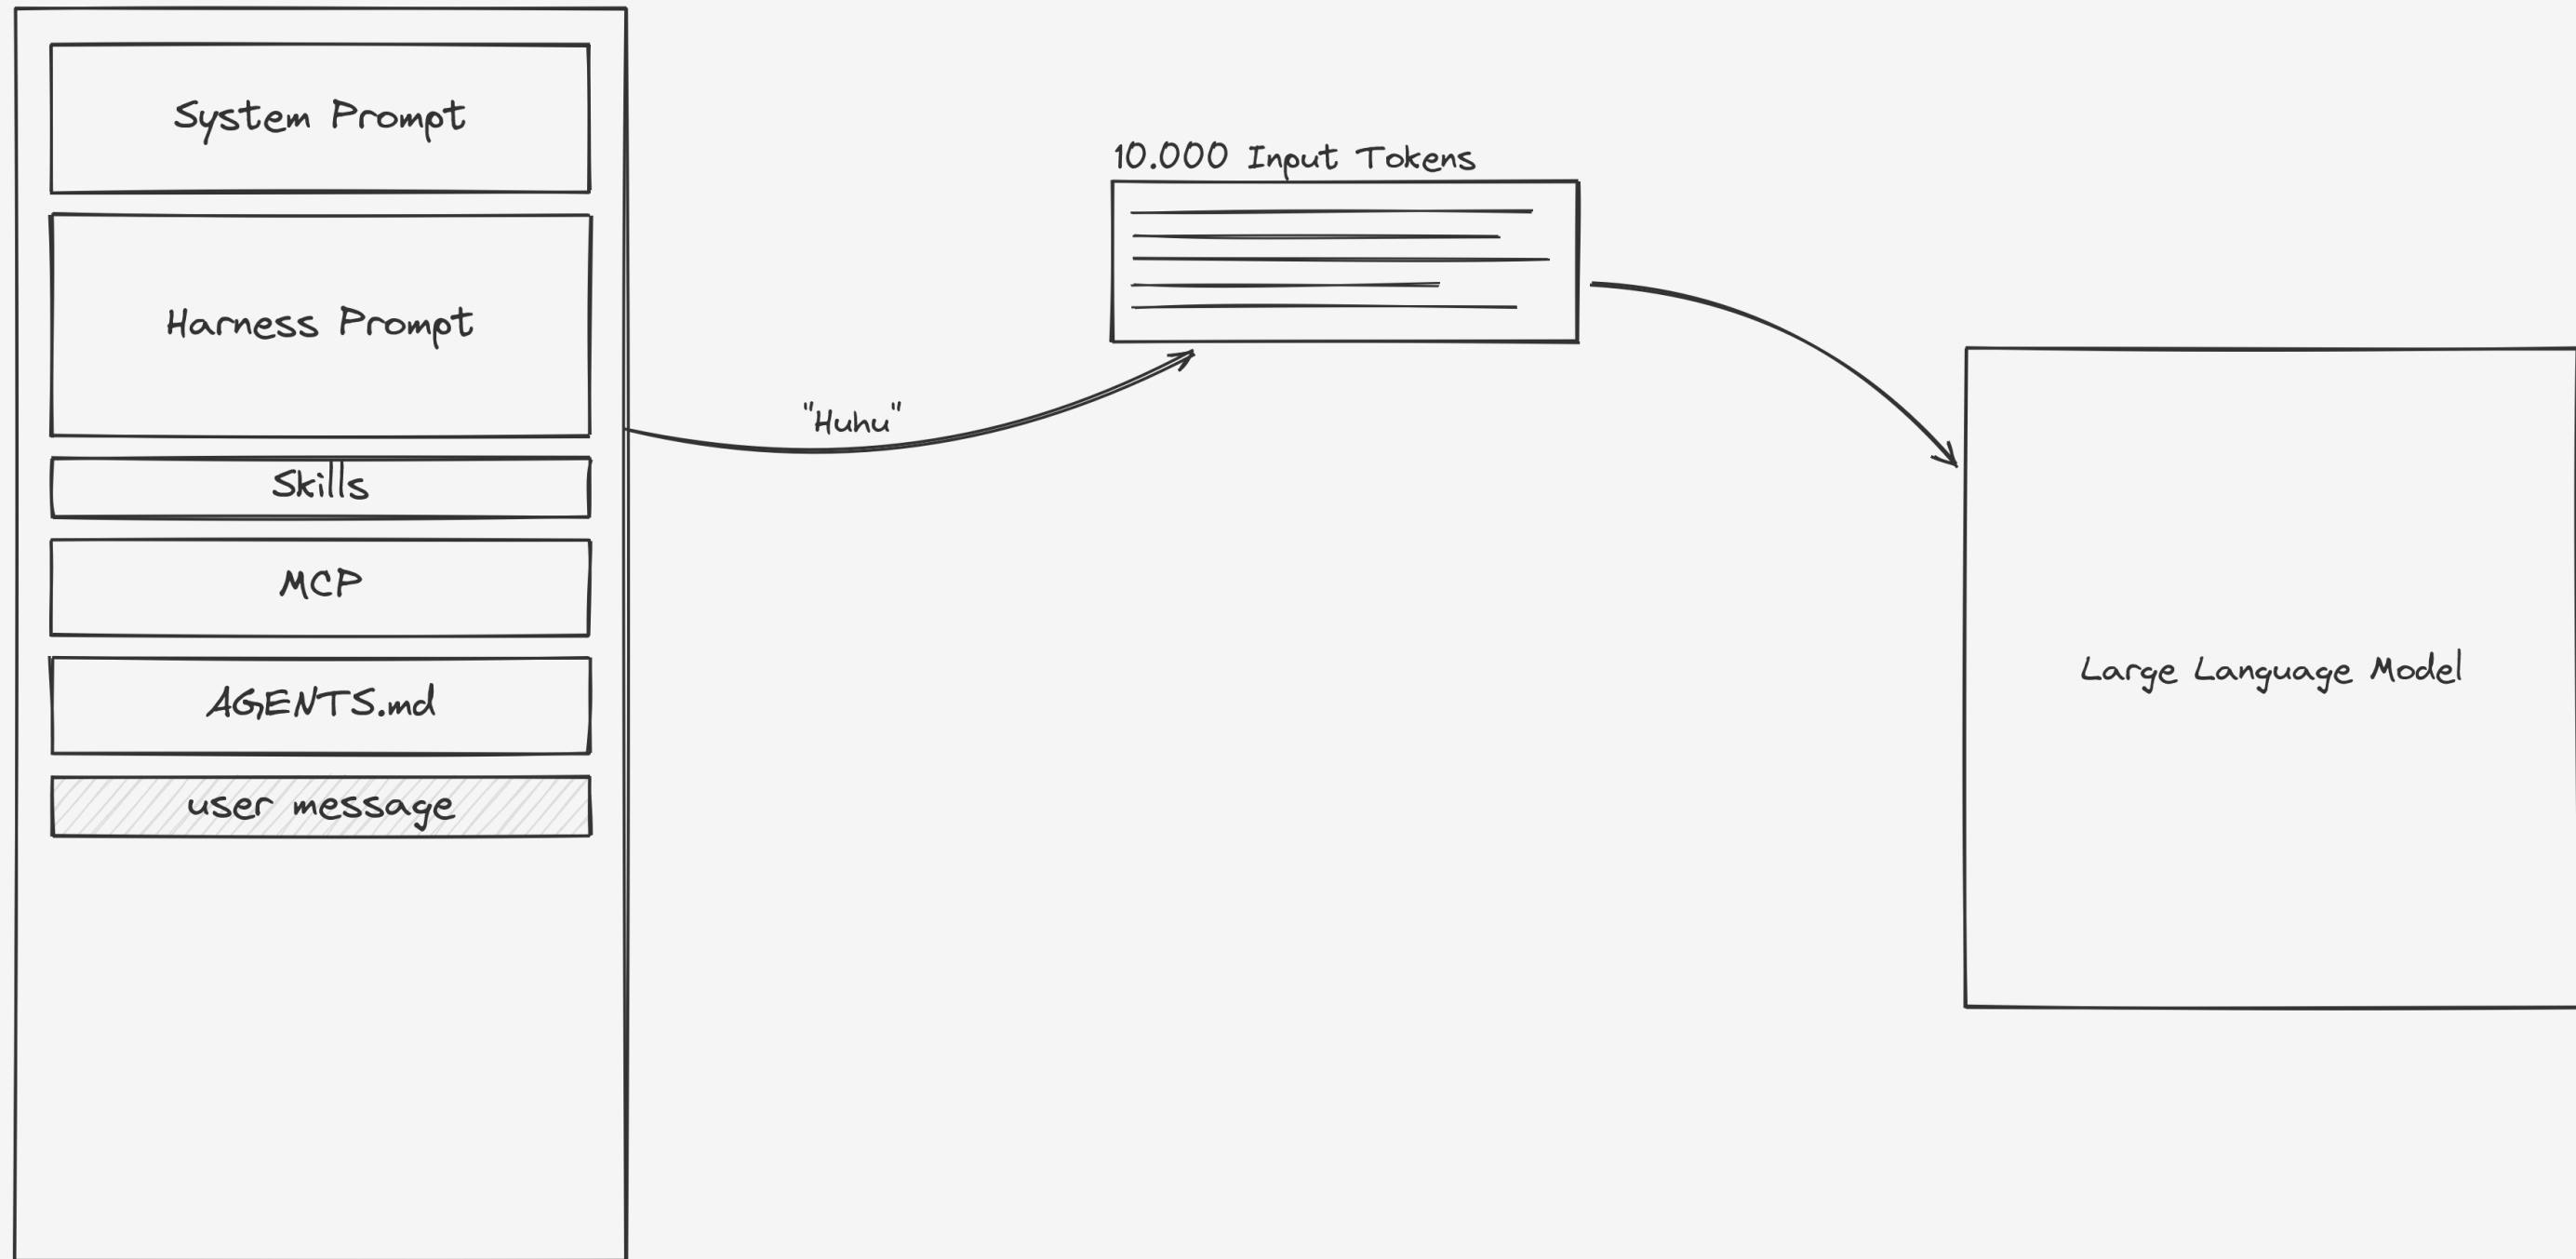 System Prompt
Harness Prompt
Skills
MCP
AGENTS.md
user message
"Huhu"
10.000 Input Tokens
Large Language Model